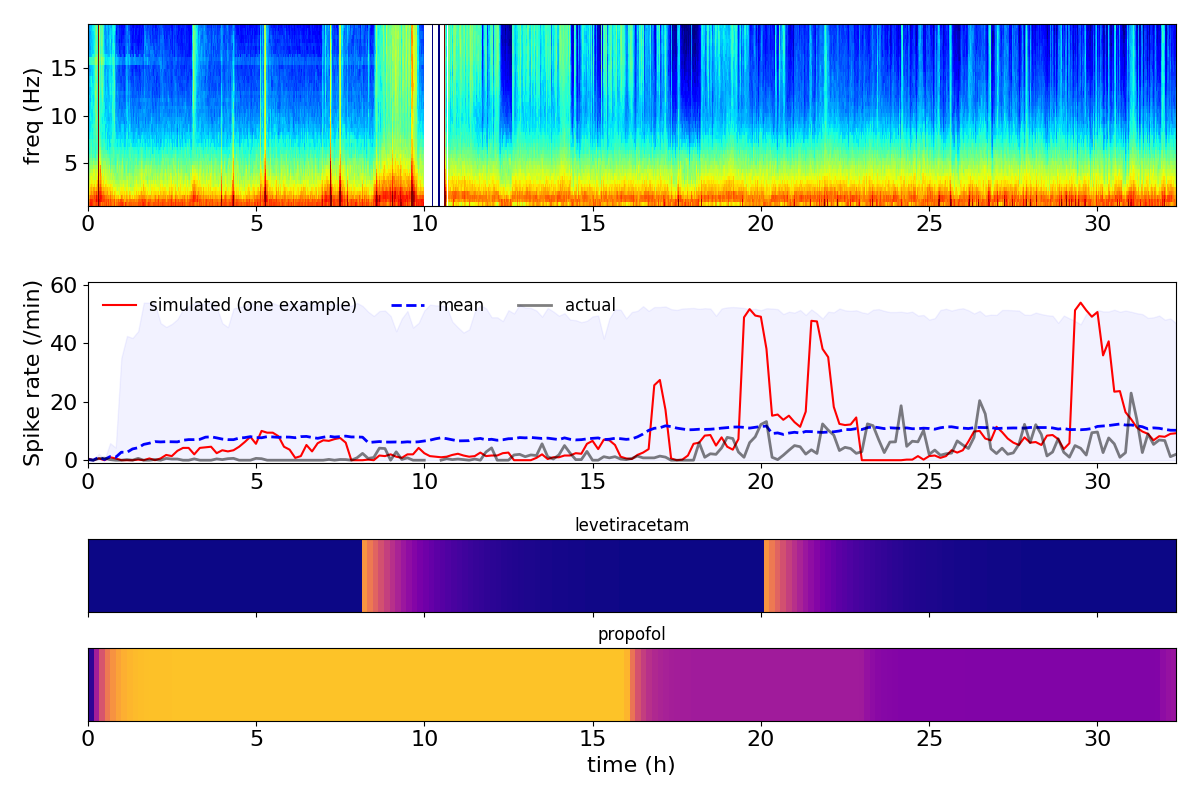 freq (Hz)
15
10
5
0 5 10 15 20 25 30
Spike rate (/min)
60
40
20
0
simulated (one example) mean actual
0 5 10 15 20 25 30
levetiracetam
propofol
0 5 10 15 20 25 30
time (h)